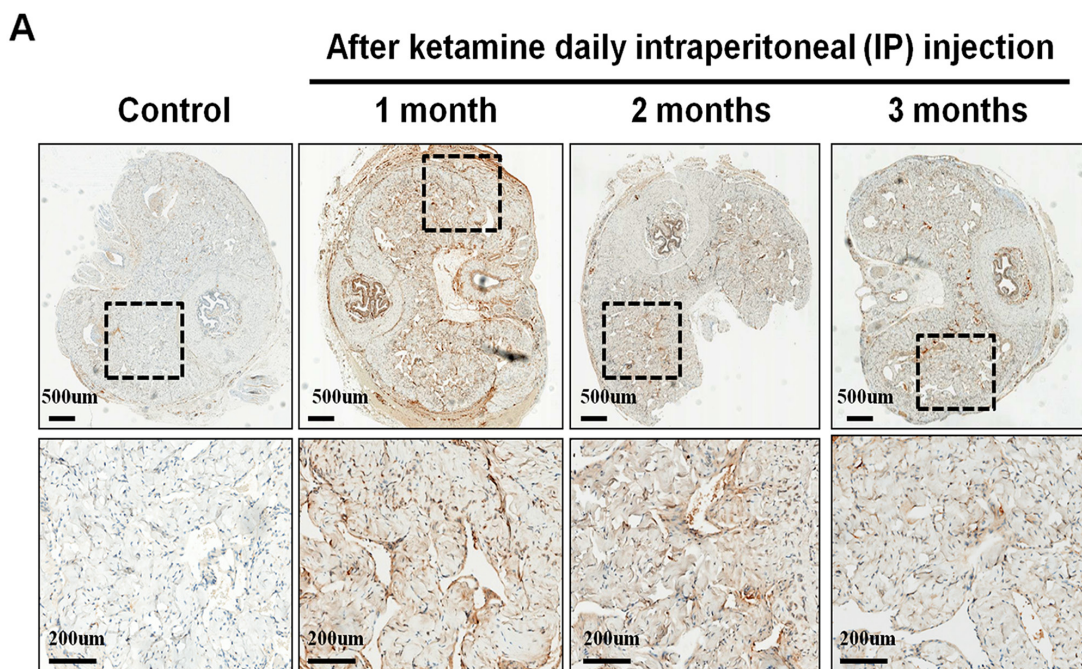 A
After ketamine daily intraperitoneal (IP) injection
Control
1 month
2 months
3 months
500um
500um
500um
500um
200um
200um
200um
200um